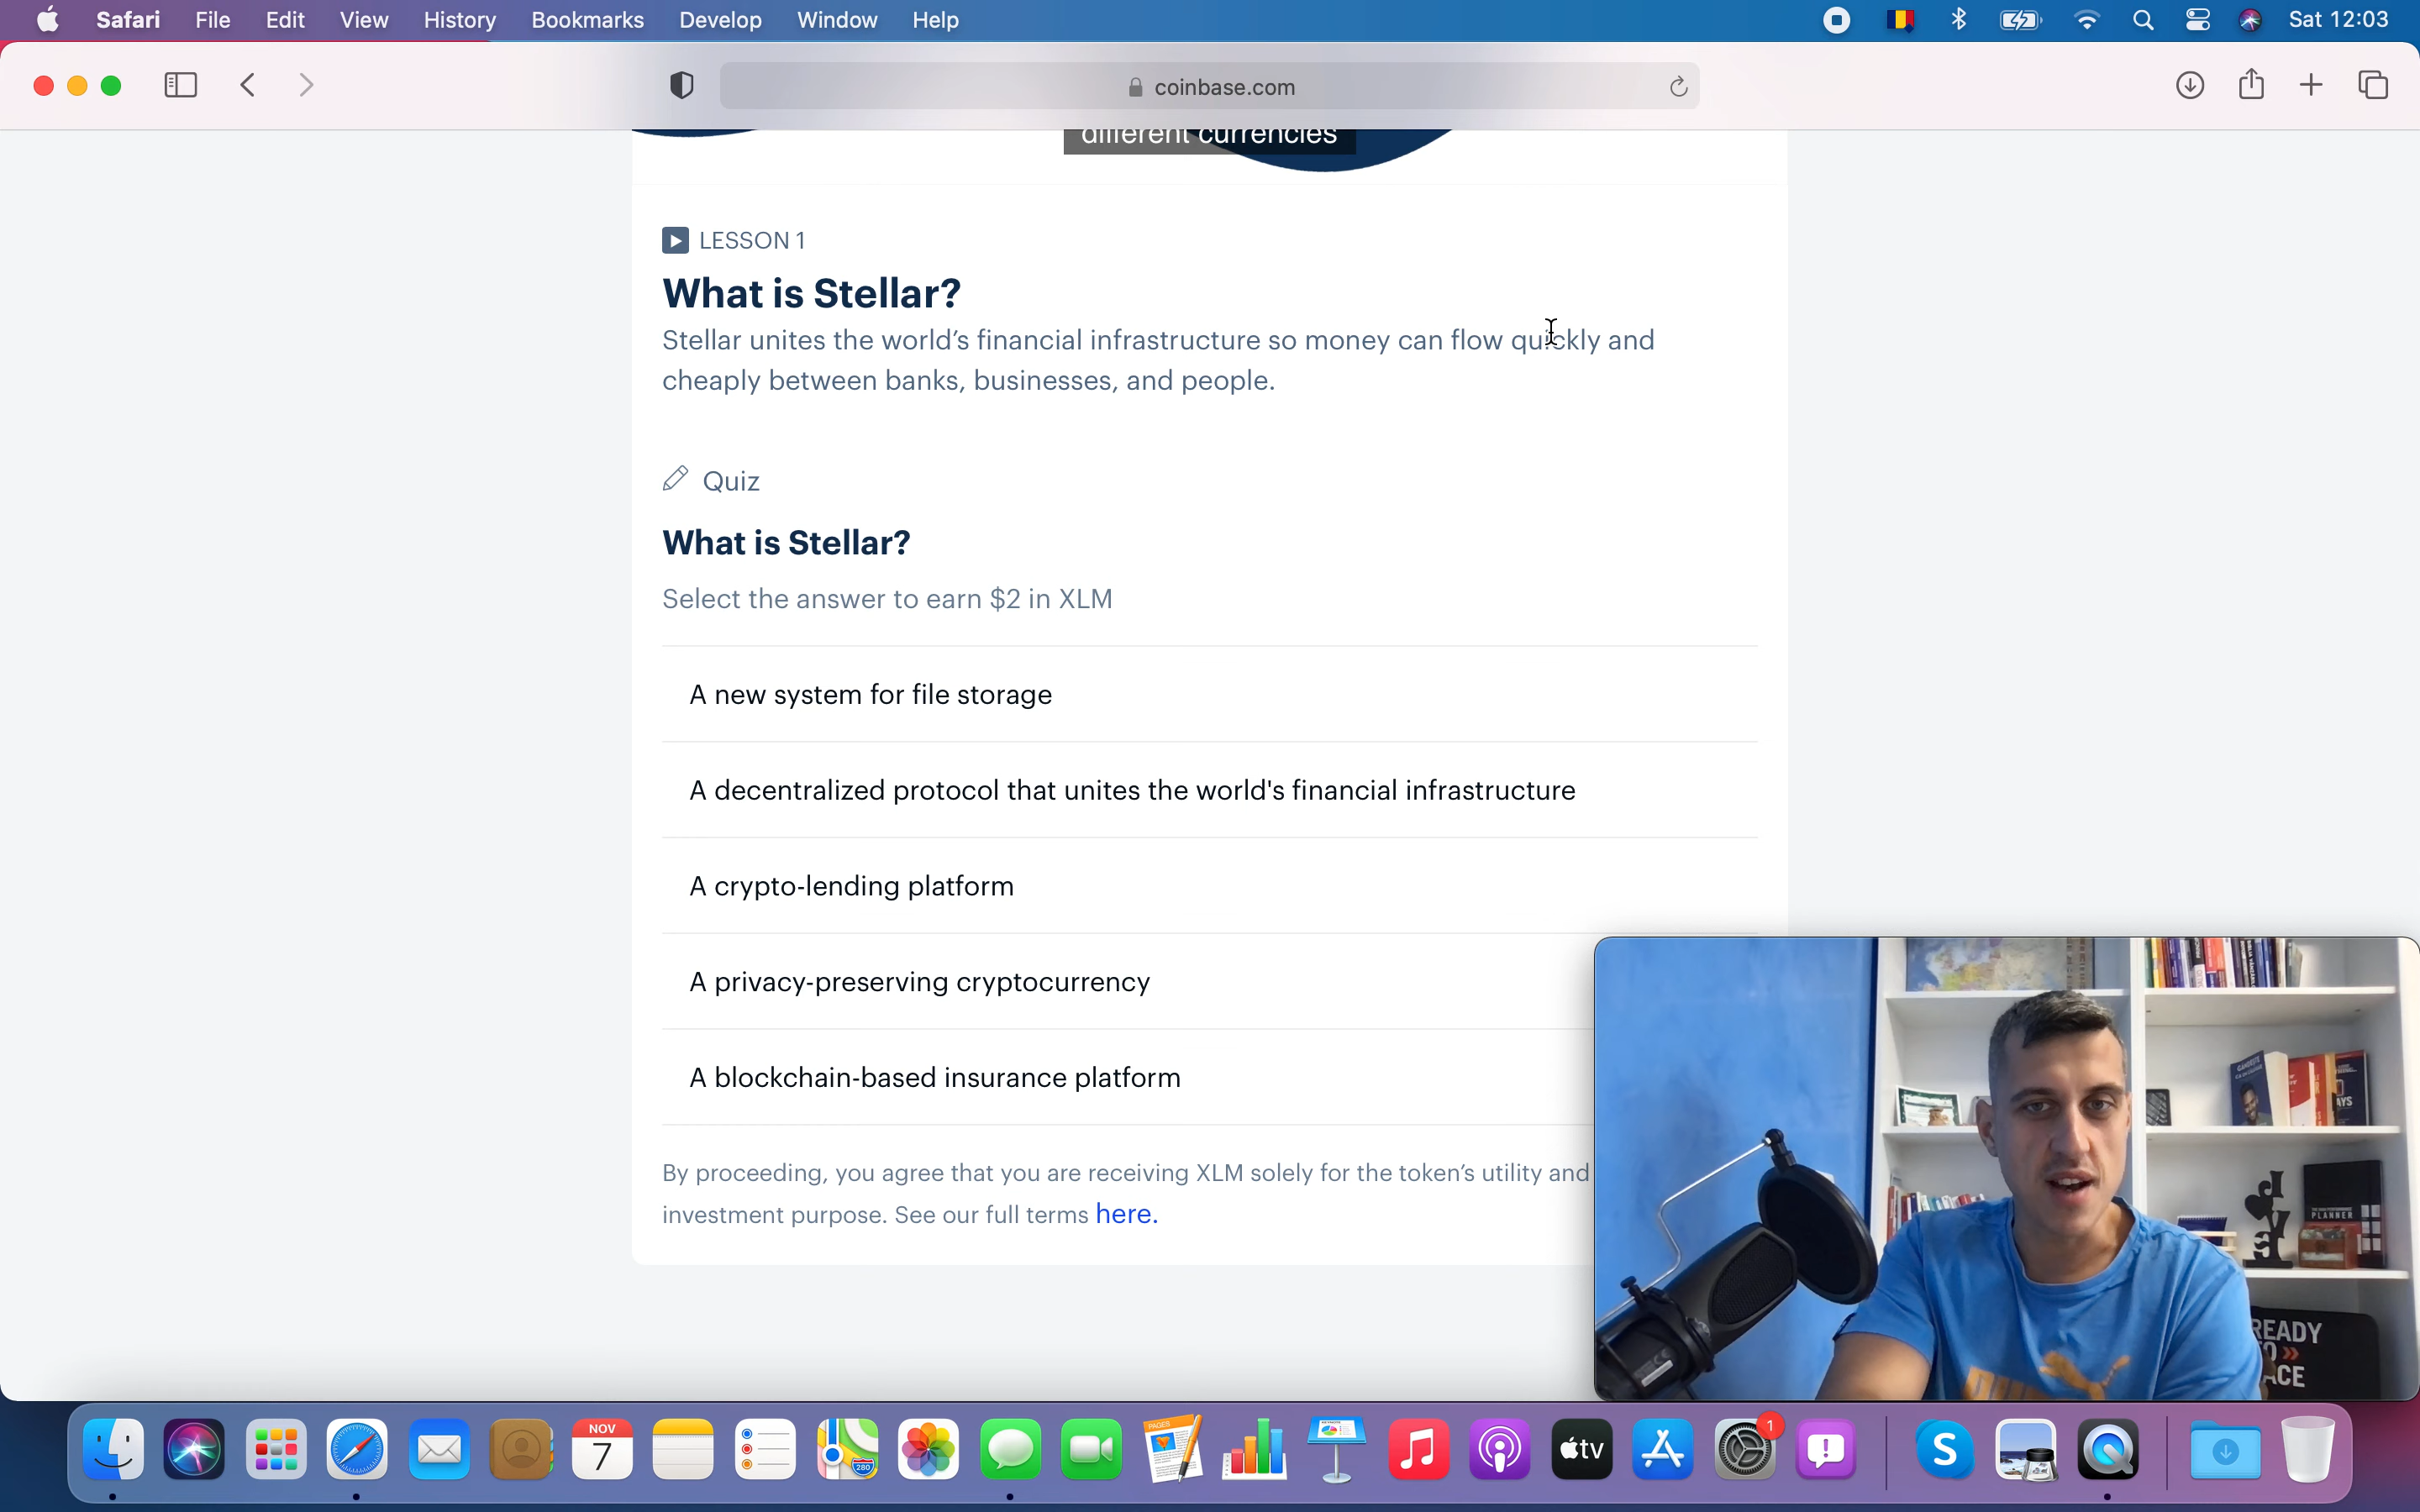 Safari File Edit View History Bookmarks Develop Window Help Sat 12:03
coinbase.com
different currencies
LESSON 1
What is Stellar?
Stellar unites the world’s financial infrastructure so money can flow quickly and
cheaply between banks, businesses, and people.
Quiz
What is Stellar?
Select the answer to earn $2 in XLM
A new system for file storage
A decentralized protocol that unites the world's financial infrastructure
A crypto-lending platform
A privacy-preserving cryptocurrency
A blockchain-based insurance platform
By proceeding, you agree that you are receiving XLM solely for the token’s utility and
investment purpose. See our full terms here.
PLANNER
NOV
7
PAGES
280
tv
1
S